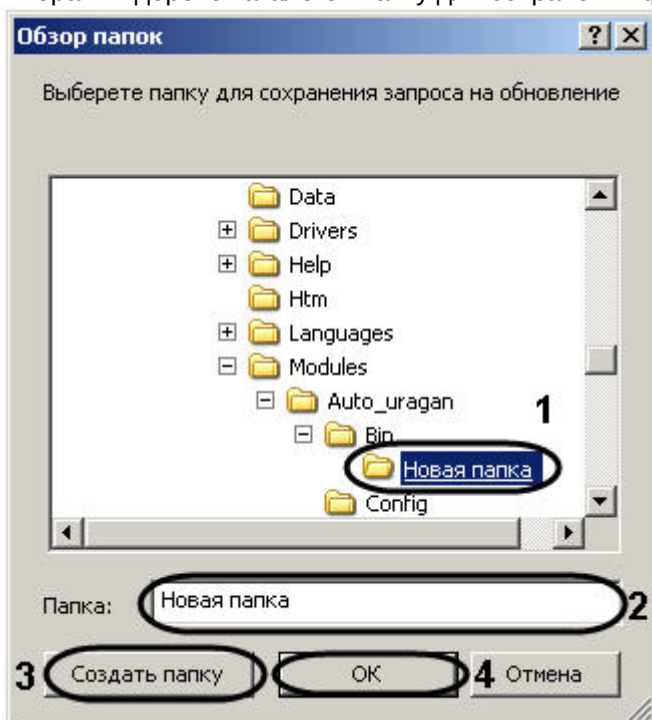 Обзор папок
Выберете папку для сохранения запроса на обновление
Data
Drivers
Help
Htm
Languages
Modules
Auto_uragan
1
Bin
Новая папка
Config
Папка: Новая папка 2
3 Создать папку OK 4 Отмена